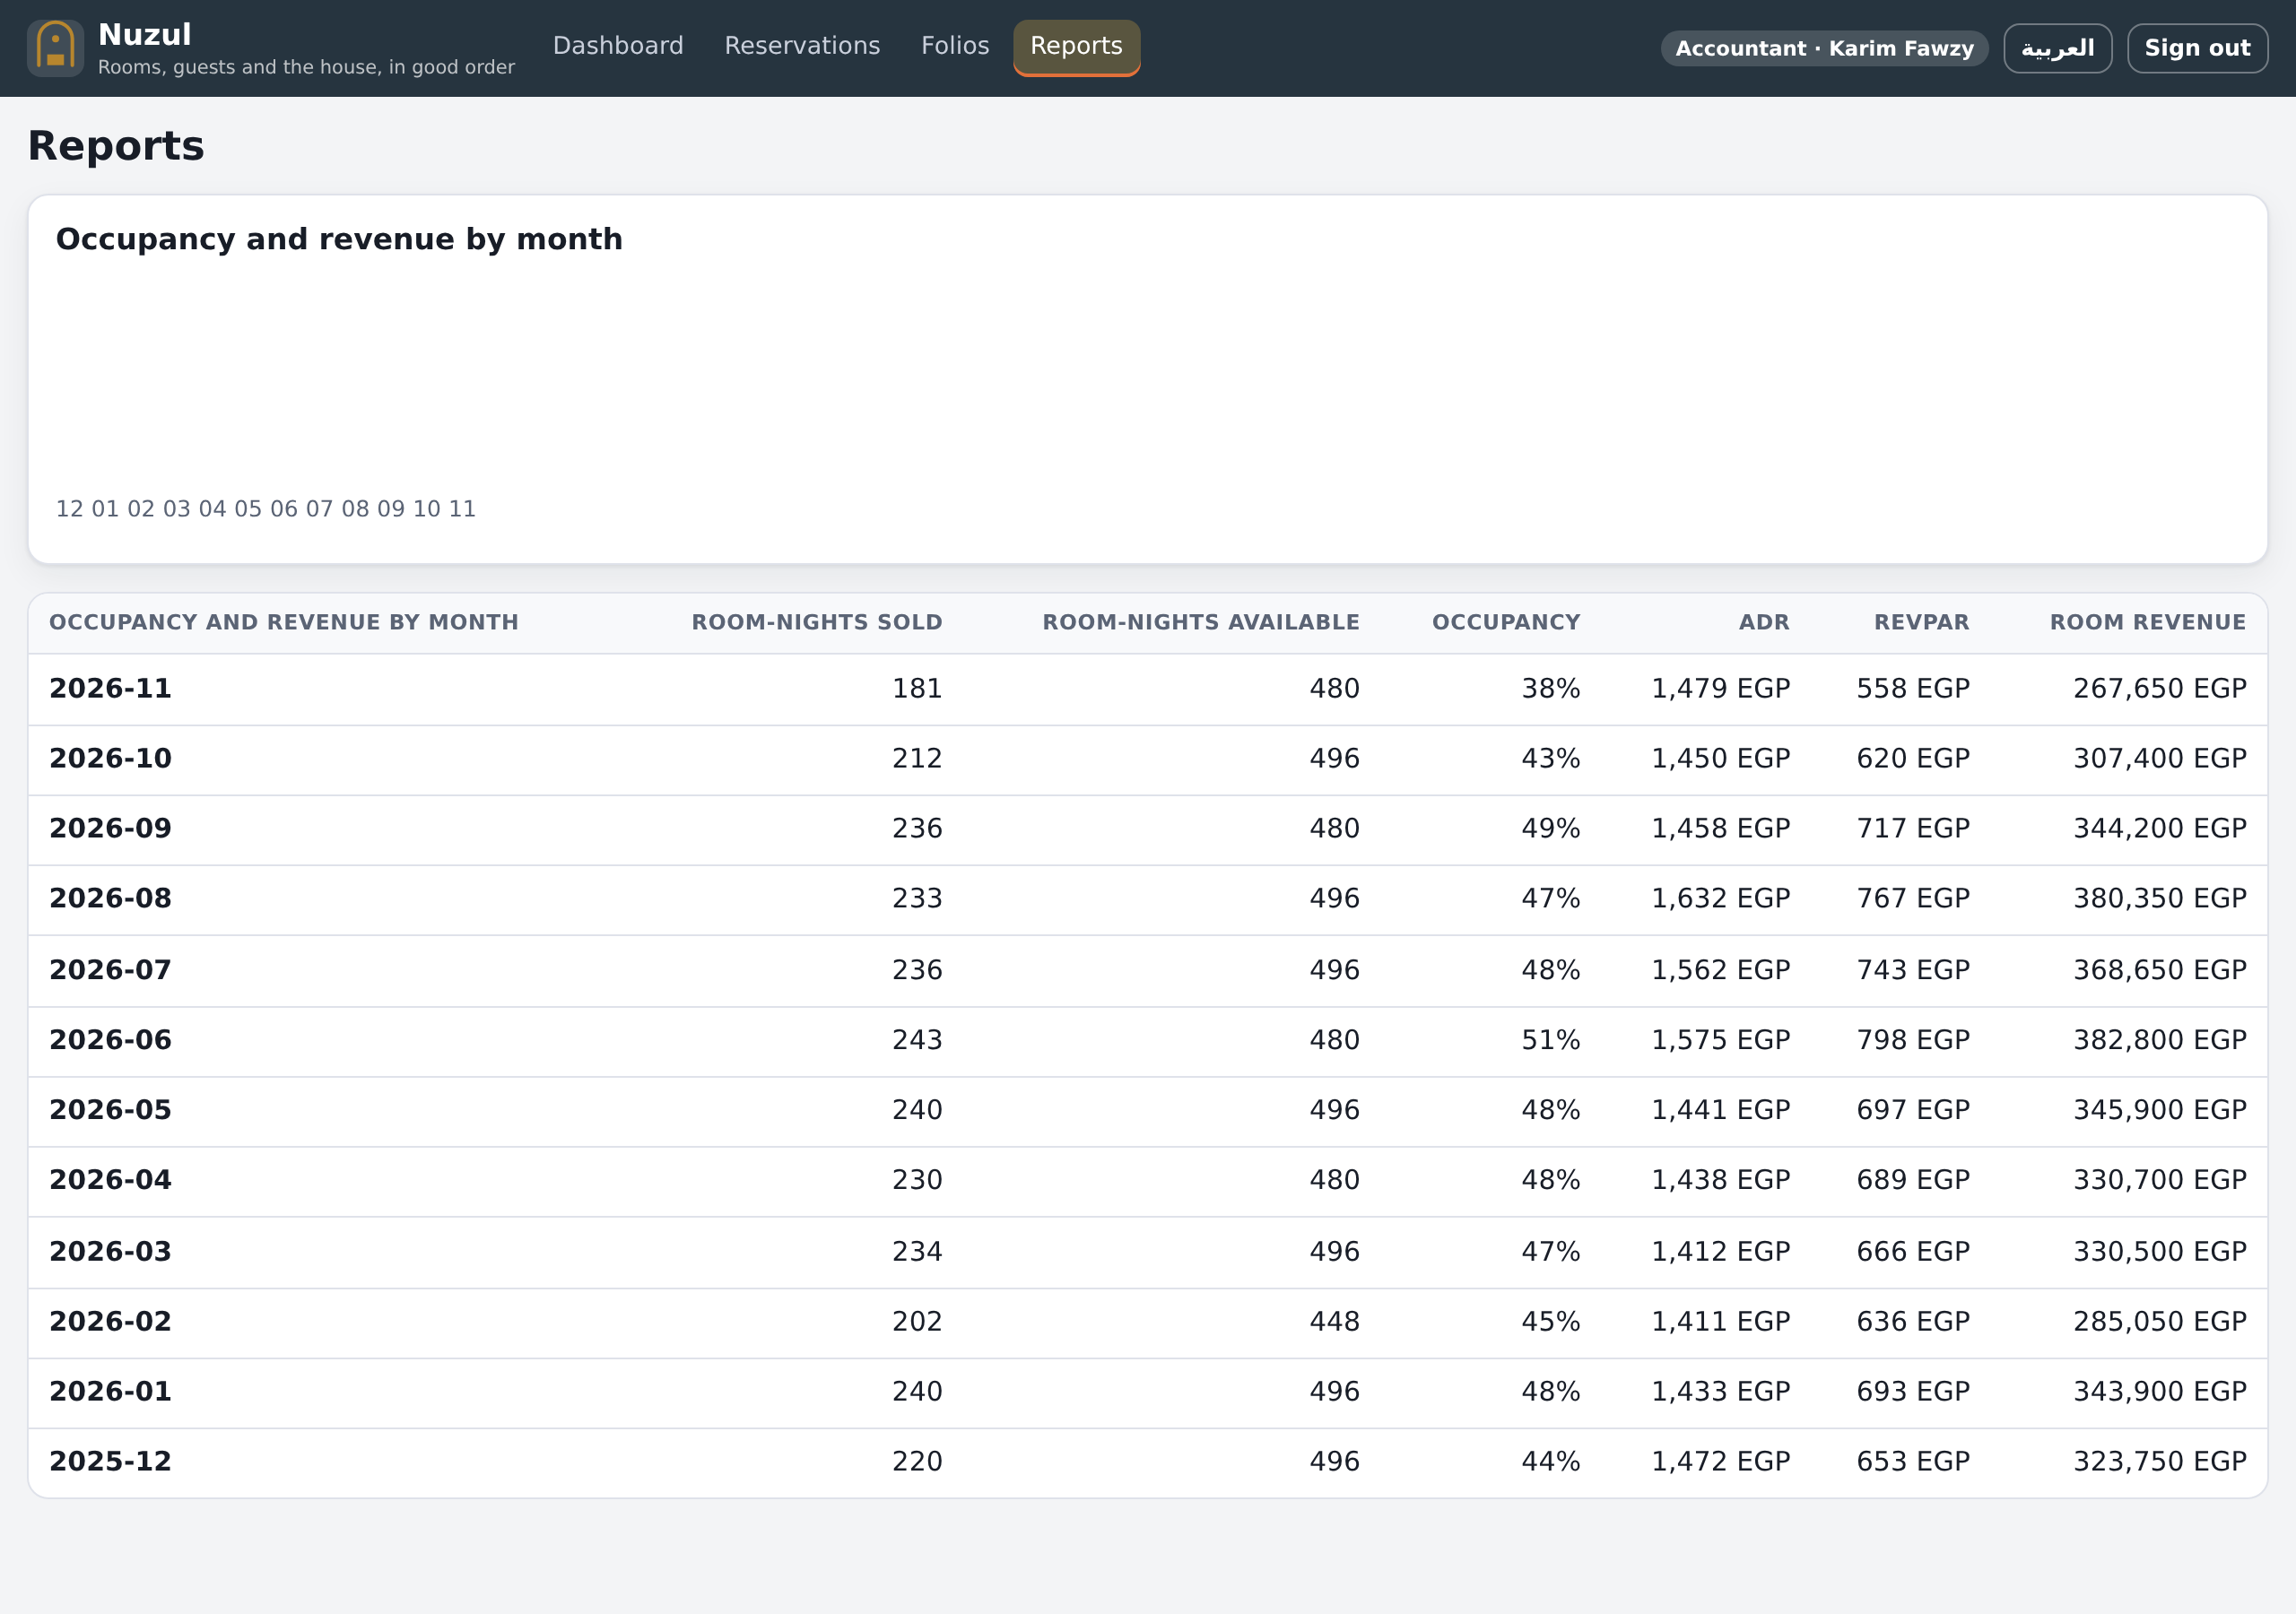 Nuzul
Rooms, guests and the house, in good order
Dashboard Reservations Folios Reports
Accountant · Karim Fawzy العربية Sign out
Reports
Occupancy and revenue by month
12 01 02 03 04 05 06 07 08 09 10 11
OCCUPANCY AND REVENUE BY MONTH ROOM-NIGHTS SOLD ROOM-NIGHTS AVAILABLE OCCUPANCY ADR REVPAR ROOM REVENUE
2026-11 181 480 38% 1,479 EGP 558 EGP 267,650 EGP
2026-10 212 496 43% 1,450 EGP 620 EGP 307,400 EGP
2026-09 236 480 49% 1,458 EGP 717 EGP 344,200 EGP
2026-08 233 496 47% 1,632 EGP 767 EGP 380,350 EGP
2026-07 236 496 48% 1,562 EGP 743 EGP 368,650 EGP
2026-06 243 480 51% 1,575 EGP 798 EGP 382,800 EGP
2026-05 240 496 48% 1,441 EGP 697 EGP 345,900 EGP
2026-04 230 480 48% 1,438 EGP 689 EGP 330,700 EGP
2026-03 234 496 47% 1,412 EGP 666 EGP 330,500 EGP
2026-02 202 448 45% 1,411 EGP 636 EGP 285,050 EGP
2026-01 240 496 48% 1,433 EGP 693 EGP 343,900 EGP
2025-12 220 496 44% 1,472 EGP 653 EGP 323,750 EGP